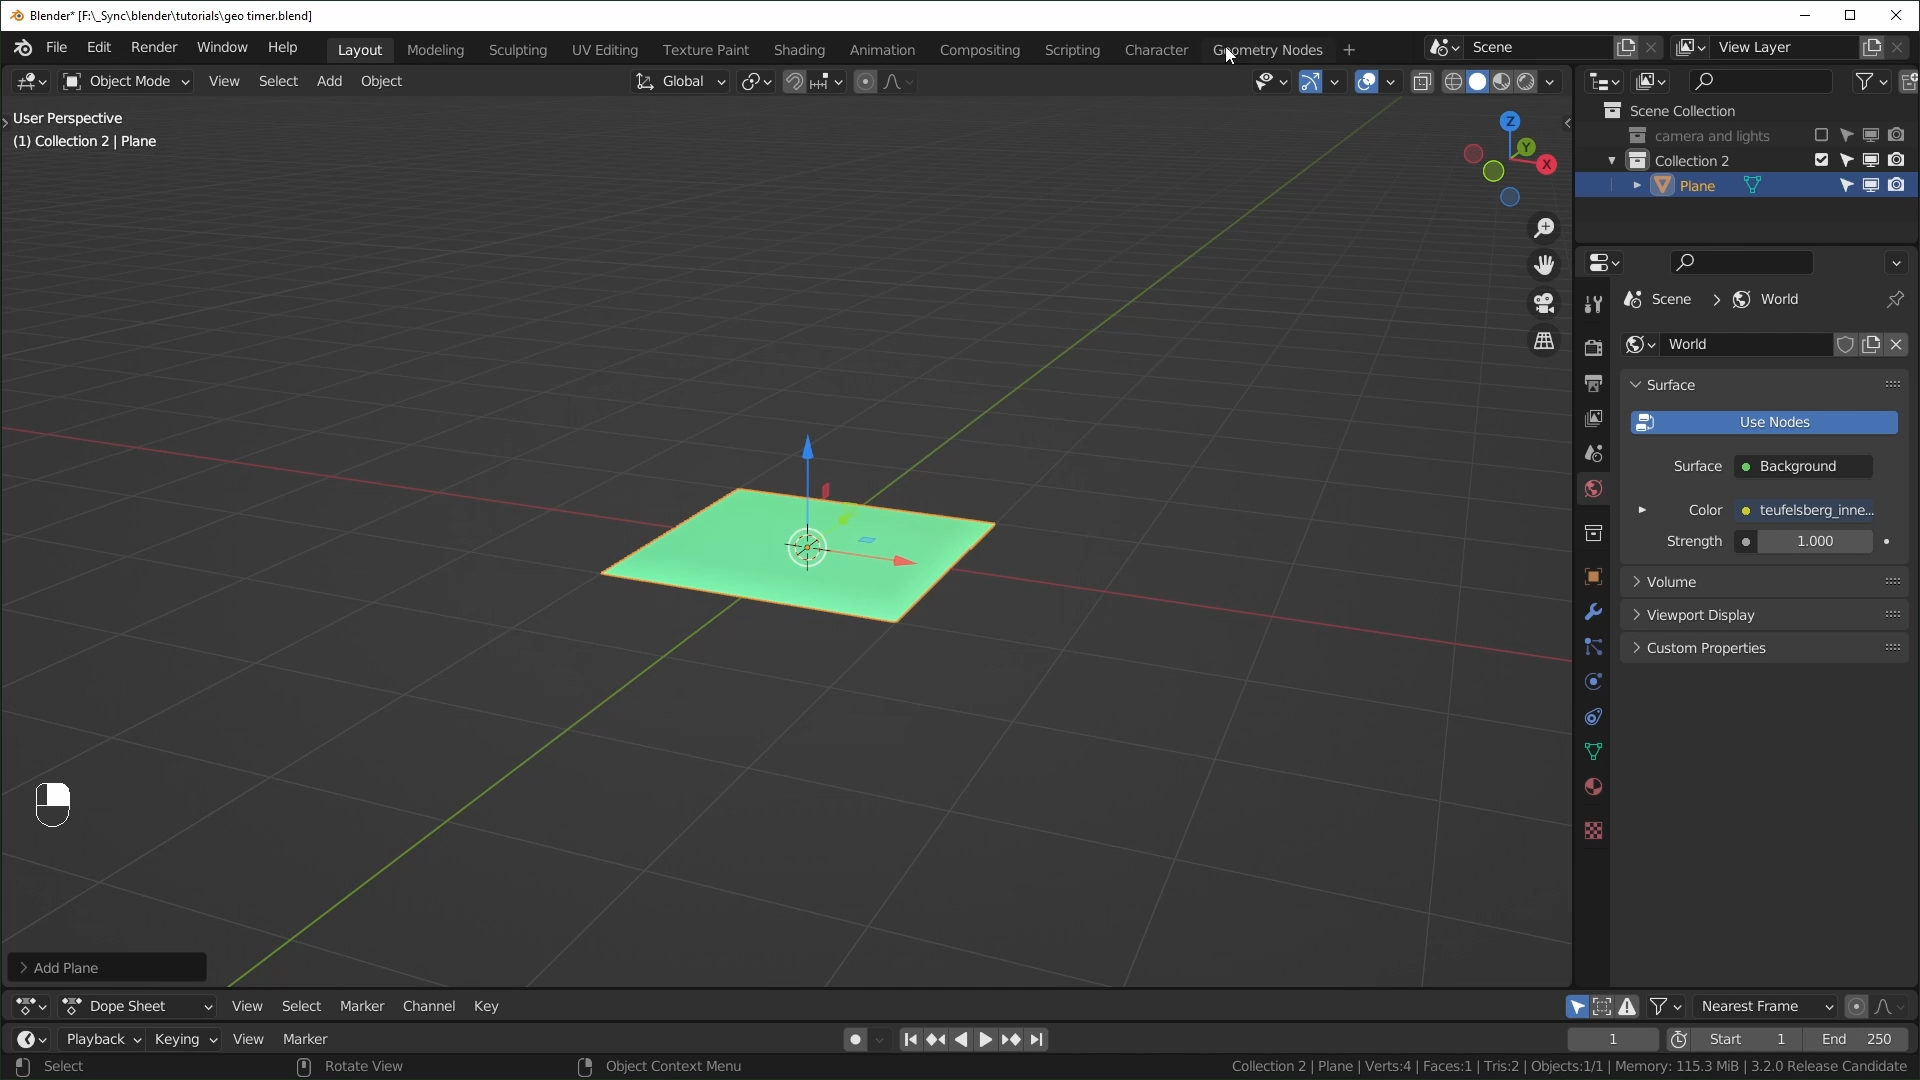 Blender* [F:\_Sync\blender\tutorials\geo timer.blend]
File Edit Render Window Help Layout Modeling Sculpting UV Editing Texture Paint Shading Animation Compositing Scripting Character Geometry Nodes + Scene View Layer
Object Mode View Select Add Object Global
User Perspective
(1) Collection 2 | Plane
Z
Y
X
Scene Collection
camera and lights
Collection 2
Plane
Scene > World
World
Surface
Use Nodes
Surface Background
Color teufelsberg_inne...
Strength 1.000
Volume
Viewport Display
Custom Properties
Add Plane
Dope Sheet View Select Marker Channel Key Nearest Frame
Playback Keying View Marker 1 Start 1 End 250
Select Rotate View Object Context Menu Collection 2 | Plane | Verts:4 | Faces:1 | Tris:2 | Objects:1/1 | Memory: 115.3 MiB | 3.2.0 Release Candidate